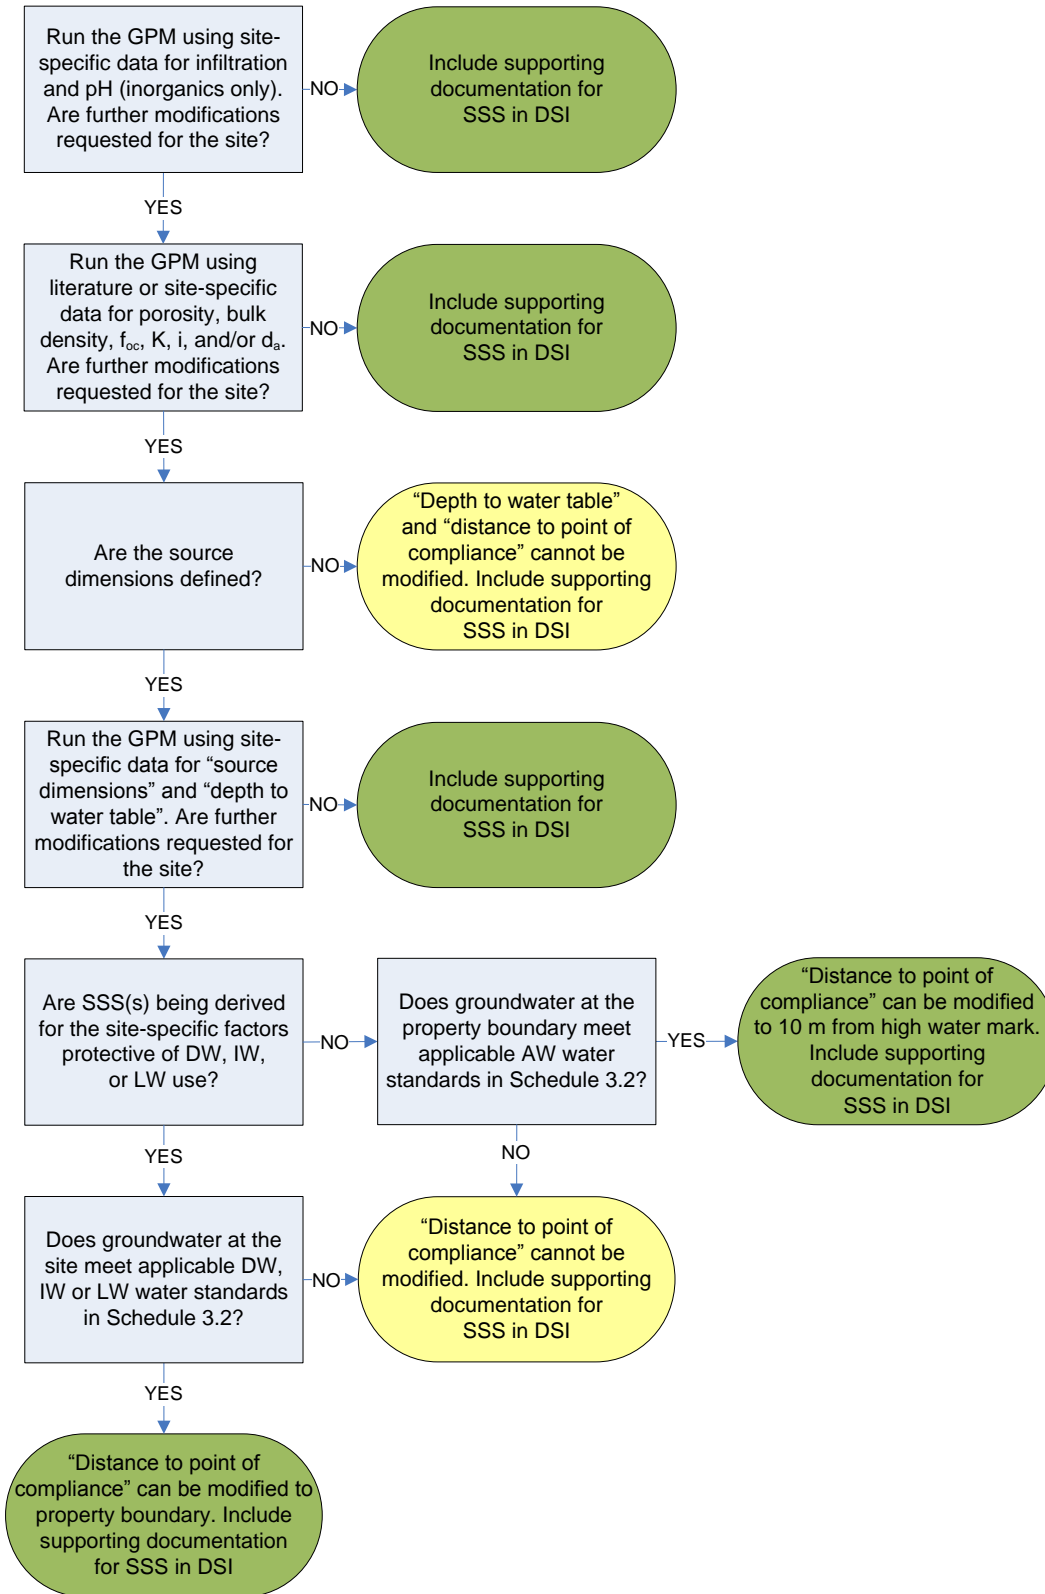 Run the GPM using site-
specific data for infiltration
and pH (inorganics only).
Are further modifications
requested for the site?
NO
Include supporting
documentation for
SSS in DSI
YES
Run the GPM using
literature or site-specific
data for porosity, bulk
density, foc, K, i, and/or da.
Are further modifications
requested for the site?
NO
Include supporting
documentation for
SSS in DSI
YES
Are the source
dimensions defined?
NO
“Depth to water table”
and “distance to point of
compliance” cannot be
modified. Include supporting
documentation for
SSS in DSI
YES
Run the GPM using site-
specific data for “source
dimensions” and “depth to
water table”. Are further
modifications requested for
the site?
NO
Include supporting
documentation for
SSS in DSI
YES
Are SSS(s) being derived
for the site-specific factors
protective of DW, IW,
or LW use?
NO
Does groundwater at the
property boundary meet
applicable AW water
standards in Schedule 3.2?
YES
“Distance to point of
compliance” can be modified
to 10 m from high water mark.
Include supporting
documentation for
SSS in DSI
YES
NO
Does groundwater at the
site meet applicable DW,
IW or LW water standards
in Schedule 3.2?
NO
“Distance to point of
compliance” cannot be
modified. Include supporting
documentation for
SSS in DSI
YES
“Distance to point of
compliance” can be modified to
property boundary. Include
supporting documentation
for SSS in DSI